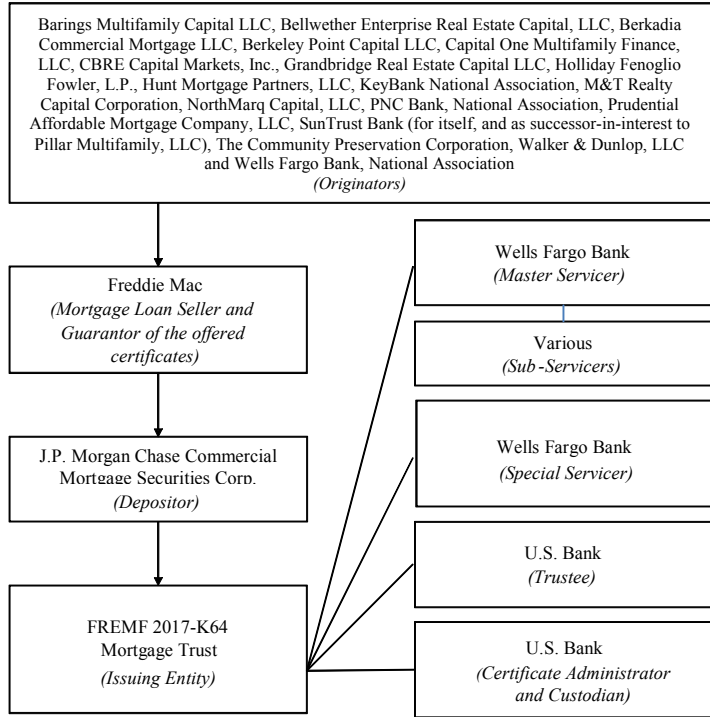 Barings Multifamily Capital LLC, Bellwether Enterprise Real Estate Capital, LLC, Berkadia
Commercial Mortgage LLC, Berkeley Point Capital LLC, Capital One Multifamily Finance,
LLC, CBRE Capital Markets, Inc., Grandbridge Real Estate Capital LLC, Holliday Fenoglio
Fowler, L.P., Hunt Mortgage Partners, LLC, KeyBank National Association, M&T Realty
Capital Corporation, NorthMarq Capital, LLC, PNC Bank, National Association, Prudential
Affordable Mortgage Company, LLC, SunTrust Bank (for itself, and as successor-in-interest to
Pillar Multifamily, LLC), The Community Preservation Corporation, Walker & Dunlop, LLC
and Wells Fargo Bank, National Association
(Originators)
Freddie Mac
(Mortgage Loan Seller and
Guarantor of the offered
certificates)
J.P. Morgan Chase Commercial
Mortgage Securities Corp.
(Depositor)
FREMF 2017-K64
Mortgage Trust
(Issuing Entity)
Wells Fargo Bank
(Master Servicer)
Various
(Sub-Servicers)
Wells Fargo Bank
(Special Servicer)
U.S. Bank
(Trustee)
U.S. Bank
(Certificate Administrator
and Custodian)